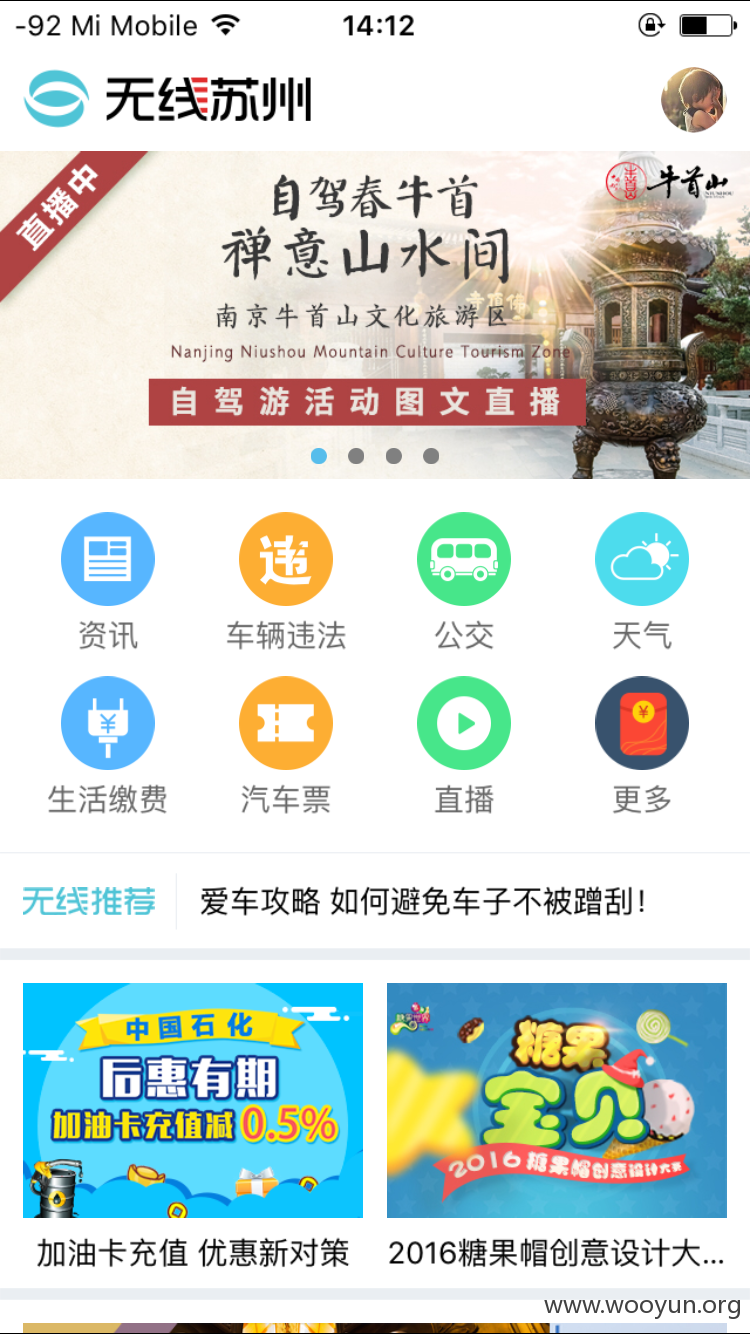 -92 Mi Mobile 14:12
无线苏州
直播中
牛首山
自驾春牛首
禅意山水间
南京牛首山文化旅游区
Nanjing Niushou Mountain Culture Tourism Zone
自驾游活动图文直播
违
资讯 车辆违法 公交 天气
¥ ¥
生活缴费 汽车票 直播 更多
无线推荐 爱车攻略 如何避免车子不被蹭刮!
中国石化
后惠有期
加油卡充值减0.5%
糖果
宝贝
2016糖果帽创意设计大赛
加油卡充值 优惠新对策 2016糖果帽创意设计大...
www.wooyun.org